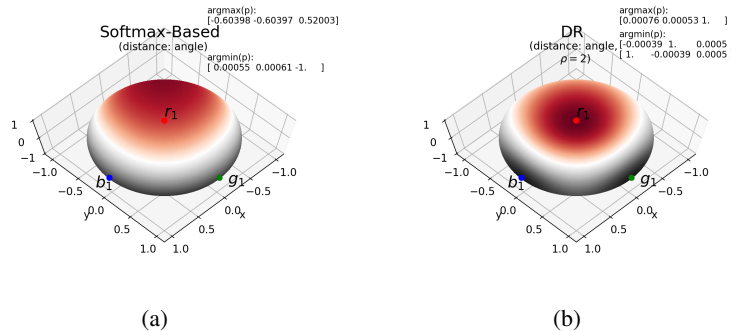 argmax(p):
[-0.60398 -0.60397 0.52003]
Softmax-Based
(distance: angle)
argmin(p):
[ 0.00055 0.00061 -1. ]
r1
b1
g1
1
0
−1
−1.0
−0.5
0.0
0.5
1.0
y
−1.0
−0.5
0.0
0.5
1.0
x
(a)
argmax(p):
[0.00076 0.00053 1. ]
DR
(distance: angle,
ρ = 2)
argmin(p):
[[-0.00039 1. 0.0005
[ 1. -0.00039 0.0005
r1
b1
g1
1
0
−1
−1.0
−0.5
0.0
0.5
1.0
y
−1.0
−0.5
0.0
0.5
1.0
x
(b)